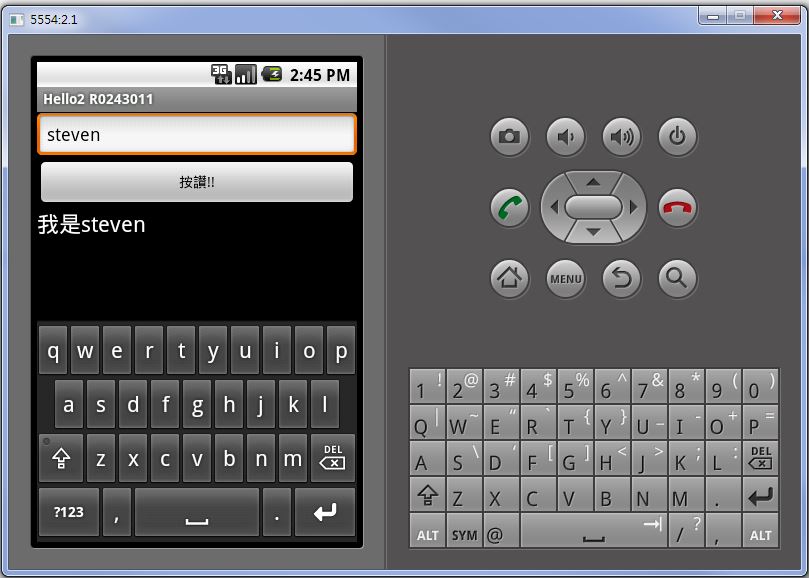 5554:2.1
3G 2:45 PM
Hello2 R0243011
steven
按讚!!
我是steven
q w e r t y u i o p
a s d f g h j k l
z x c v b n m DEL
?123 , .
MENU
1 ! 2 @ 3 # 4 $ 5 % 6 ^ 7 & 8 * 9 ( 0 )
Q | W ~ E “ R ` T { Y } U _ I - O + P =
A S \ D ' F [ G ] H < J > K ; L : DEL
Z X C V B N M .
ALT SYM @ / ? , ALT